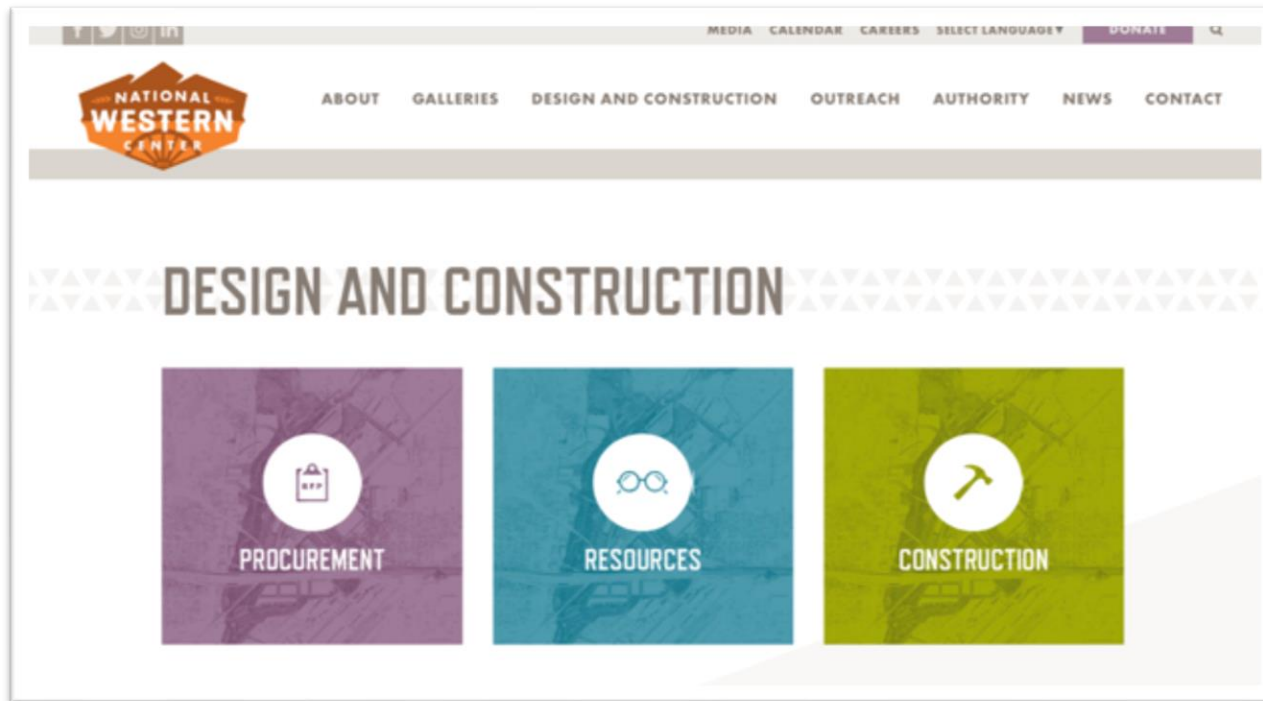 MEDIA CALENDAR CAREERS SELECT LANGUAGE▼ DONATE
NATIONAL
WESTERN
CENTER
ABOUT GALLERIES DESIGN AND CONSTRUCTION OUTREACH AUTHORITY NEWS CONTACT
DESIGN AND CONSTRUCTION
RFP
PROCUREMENT RESOURCES CONSTRUCTION